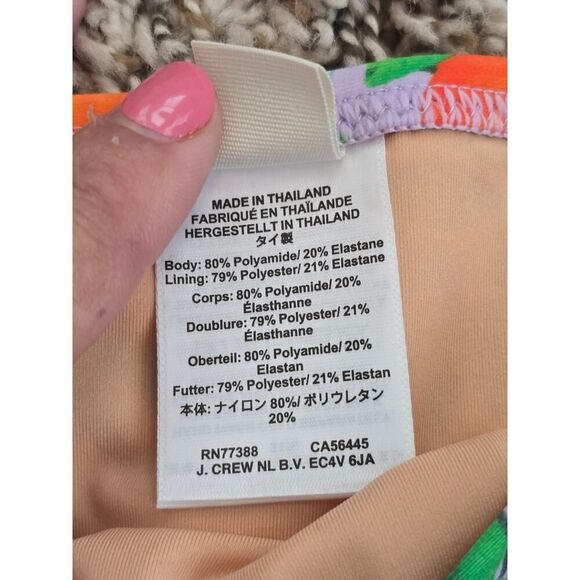 MADE IN THAILAND
FABRIQUÉ EN THAÏLANDE
HERGESTELLT IN THAILAND
タイ製
Body: 80% Polyamide/ 20% Elastane
Lining: 79% Polyester/ 21% Elastane
Corps: 80% Polyamide/ 20%
Élasthanne
Doublure: 79% Polyester/ 21%
Élasthanne
Oberteil: 80% Polyamide/ 20%
Elastan
Futter: 79% Polyester/ 21% Elastan
本体: ナイロン 80%/ ポリウレタン
20%
RN77388 CA56445
J. CREW NL B.V. EC4V 6JA